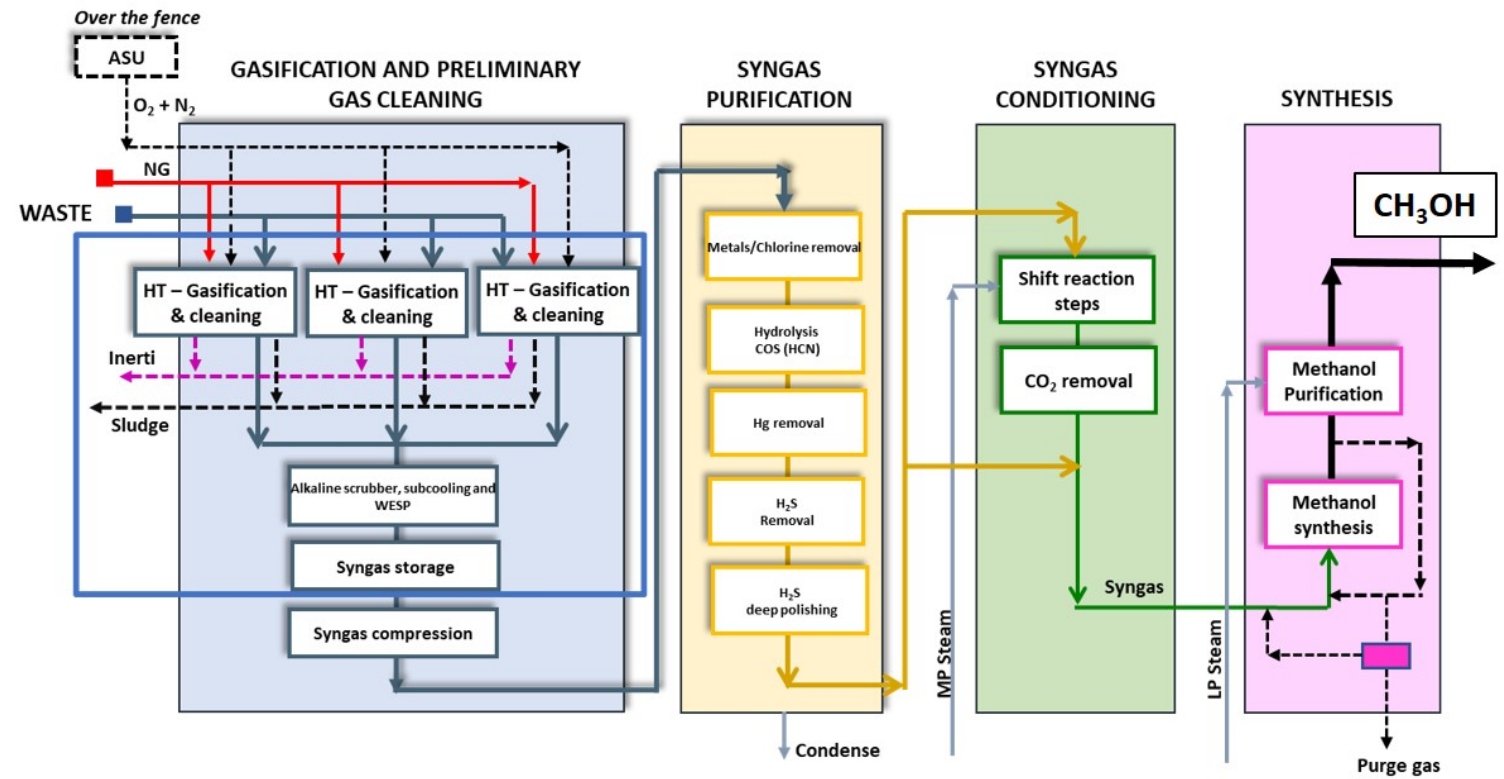 Over the fence
ASU
O₂ + N₂
NG
WASTE
GASIFICATION AND PRELIMINARY
GAS CLEANING
HT – Gasification
& cleaning
HT – Gasification
& cleaning
HT – Gasification
& cleaning
Inerti
Sludge
Alkaline scrubber, subcooling and
WESP
Syngas storage
Syngas compression
SYNGAS
PURIFICATION
Metals/Chlorine removal
Hydrolysis
COS (HCN)
Hg removal
H₂S
Removal
H₂S
deep polishing
Condense
SYNGAS
CONDITIONING
MP Steam
Shift reaction
steps
CO₂ removal
Syngas
SYNTHESIS
LP Steam
CH₃OH
Methanol
Purification
Methanol
synthesis
Purge gas